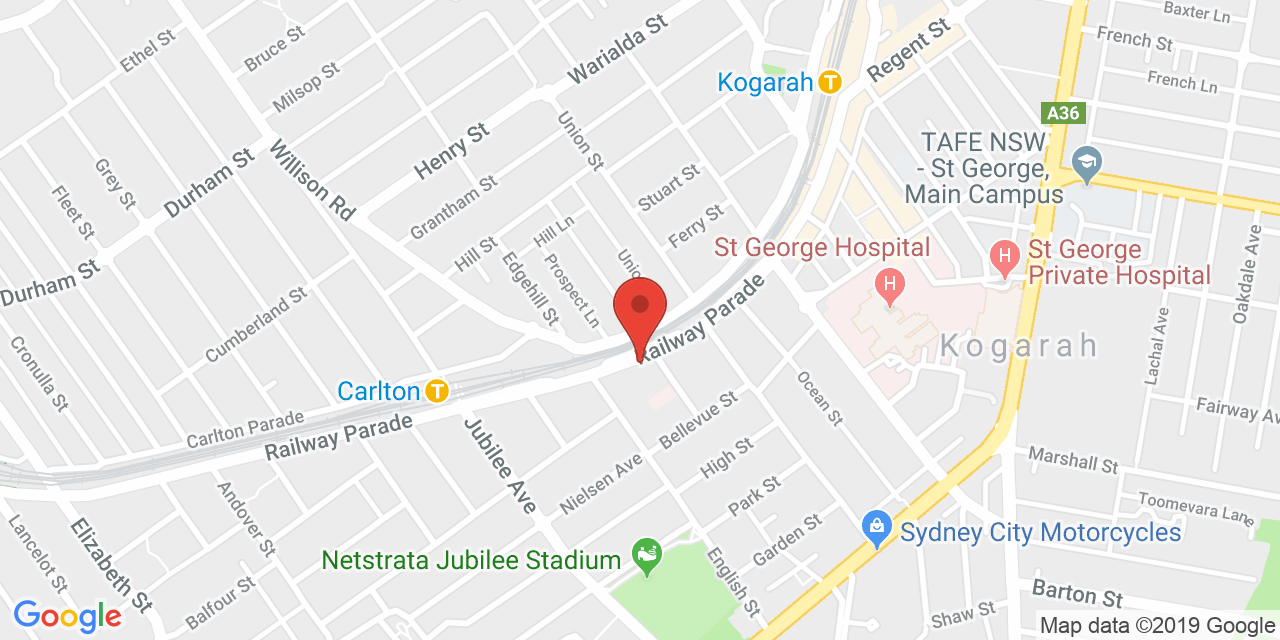 Baxter Ln
Ethel St
Bruce St
Warialda St
Regent St
French St
Milsop St
Kogarah
T
French Ln
A36
Union St
Henry St
TAFE NSW
- St George,
Main Campus
Willison Rd
Durham St
Grey St
Fleet St
Grantham St
Stuart St
Ferry St
Hill Ln
Hill St
St George Hospital
H
H
St George
Private Hospital
Oakdale Ave
Durham St
Edgehill St
Prospect Ln
Cumberland St
Railway Parade
Kogarah
Lachal Ave
Cronulla St
Carlton
T
Ocean St
Carlton Parade
Railway Parade
Bellevue St
Jubilee Ave
Nielsen Ave
High St
Park St
Marshall St
Toomevara Lane
Andover St
Garden St
Sydney City Motorcycles
Lancelot St
Elizabeth St
Netstrata Jubilee Stadium
English St
Balfour St
Barton St
Shaw St
Google
Map data ©2019 Google